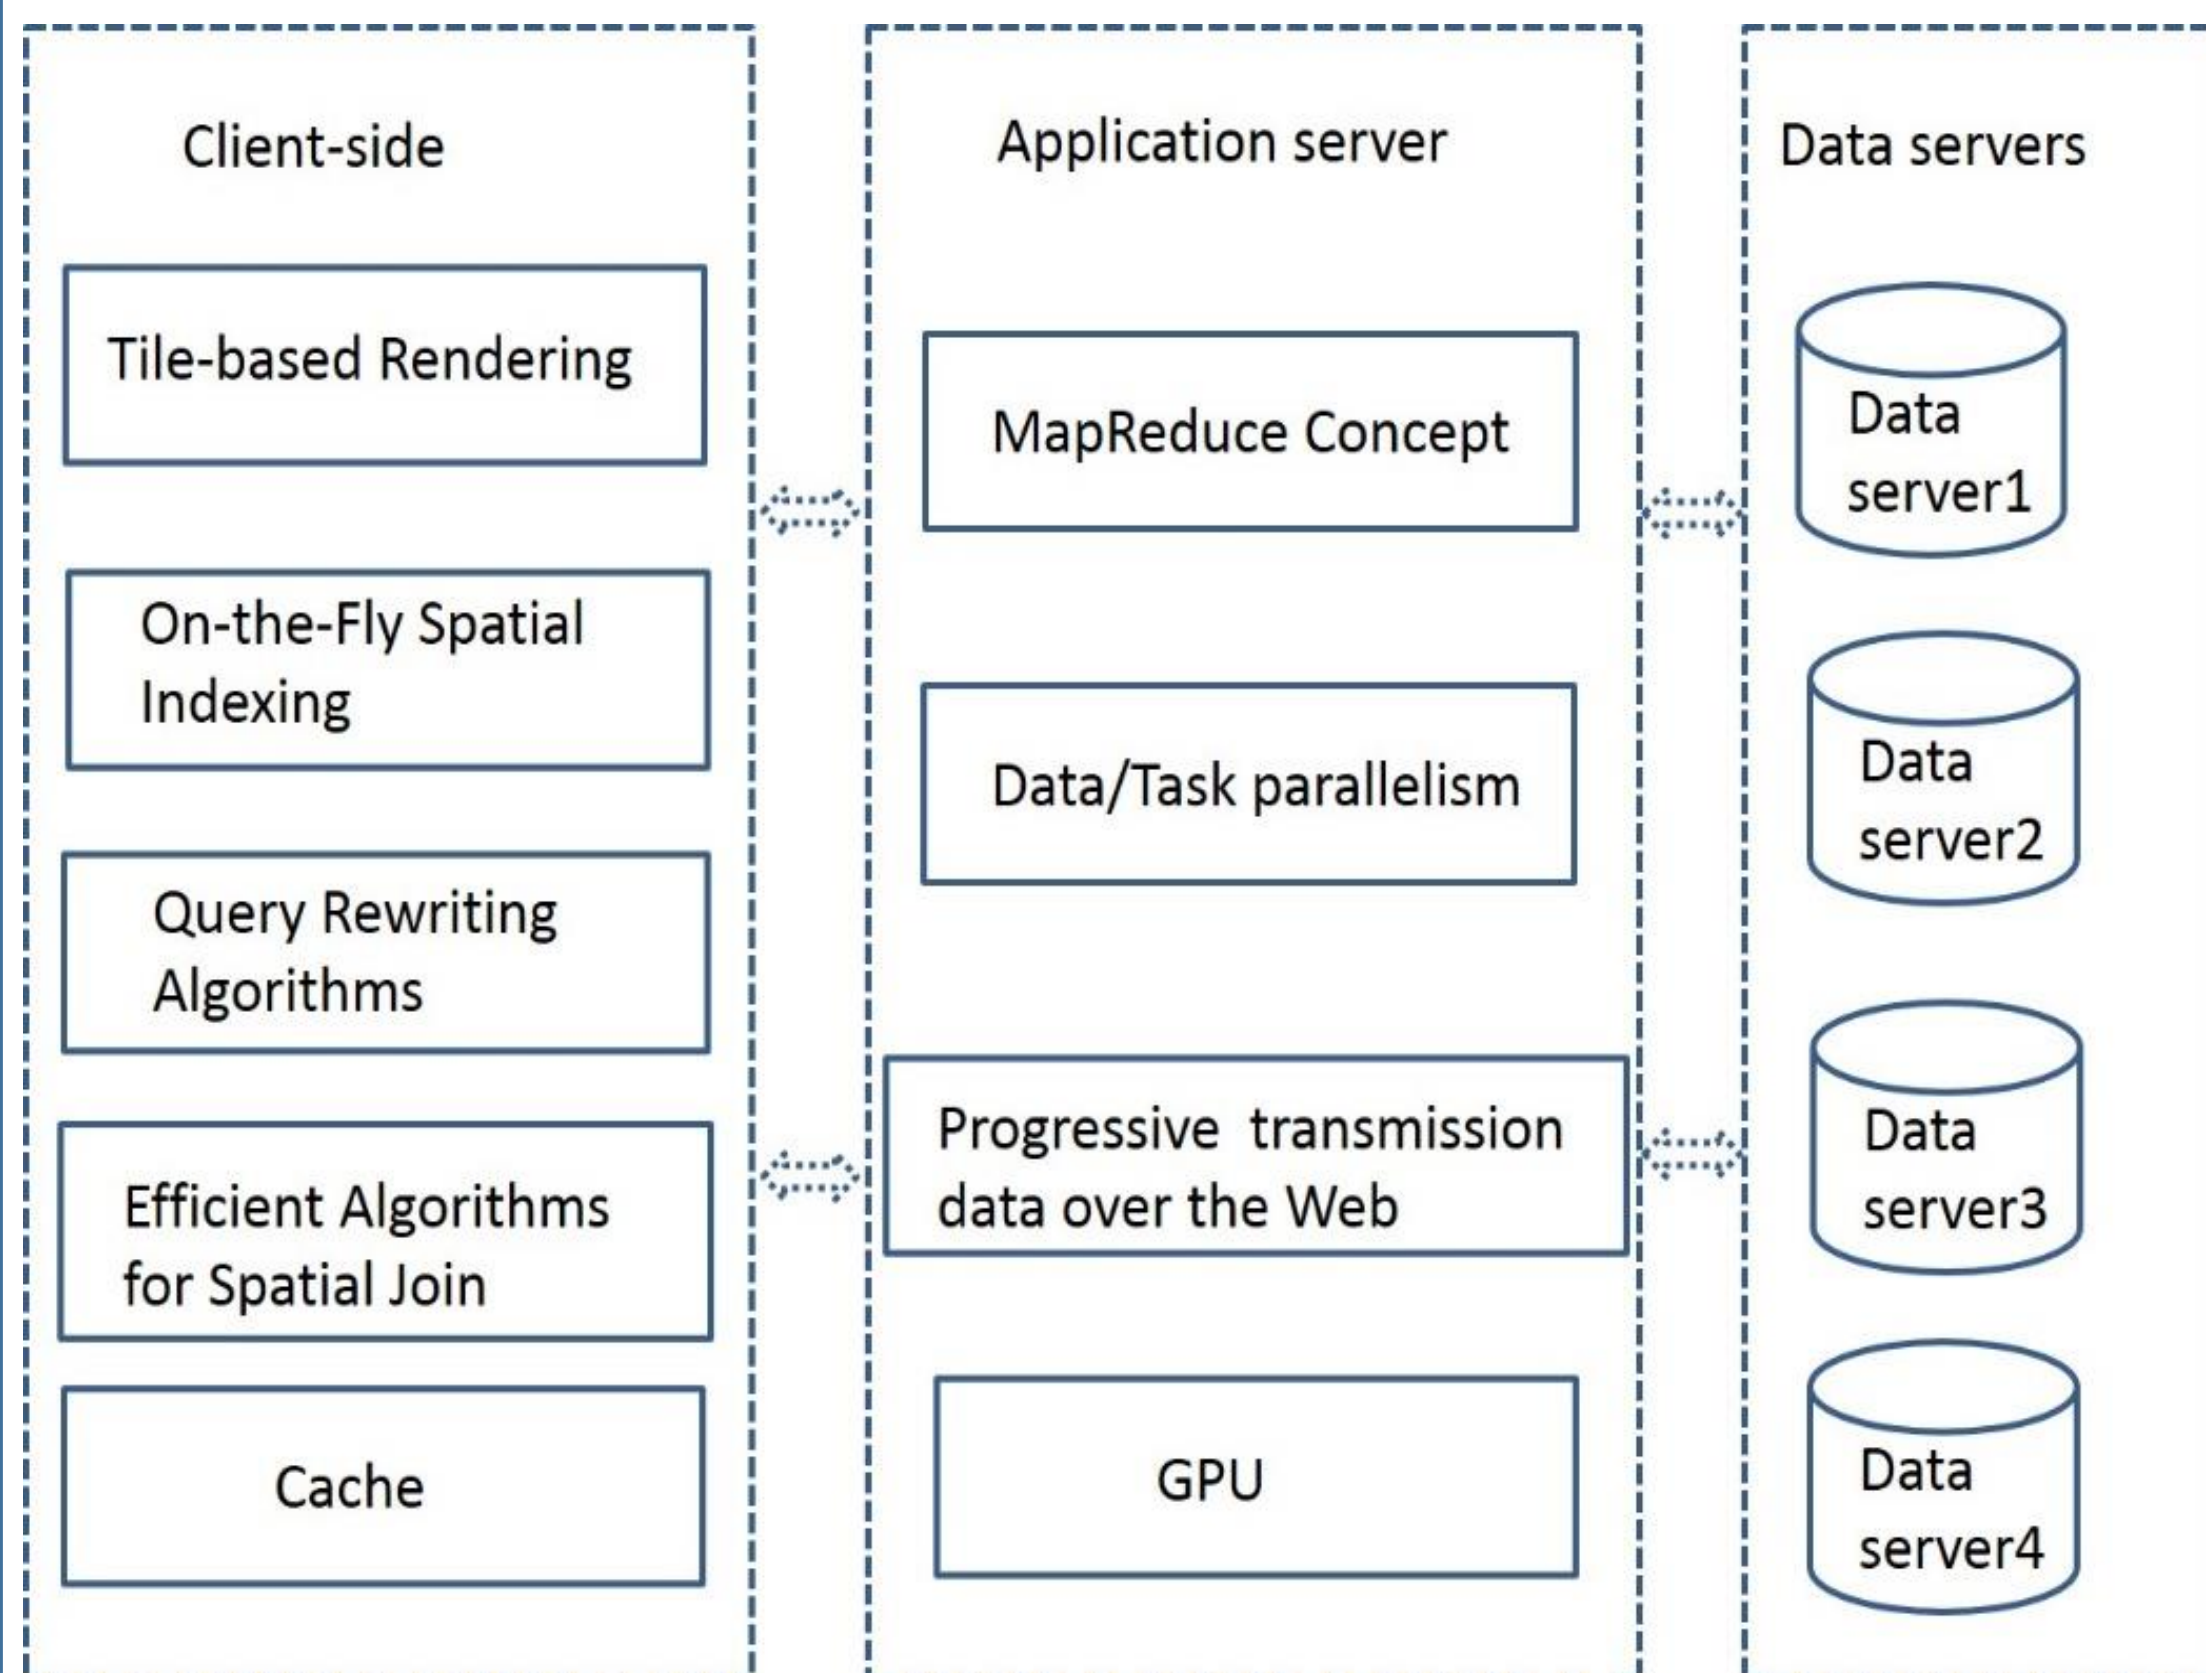 Client-side
Tile-based Rendering
On-the-Fly Spatial
Indexing
Query Rewriting
Algorithms
Efficient Algorithms
for Spatial Join
Cache
Application server
MapReduce Concept
Data/Task parallelism
Progressive transmission
data over the Web
GPU
Data servers
Data
server1
Data
server2
Data
server3
Data
server4